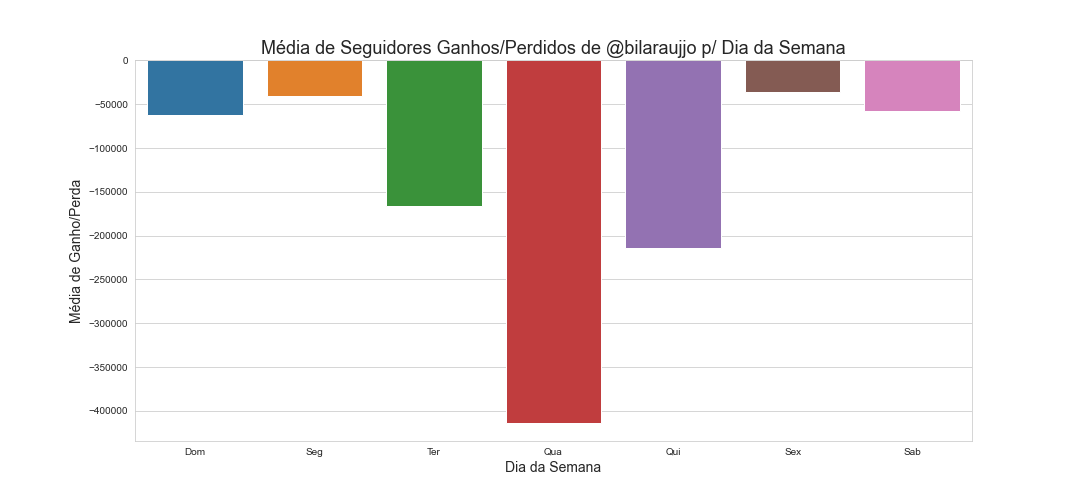 Média de Seguidores Ganhos/Perdidos de @bilaraujjo p/ Dia da Semana
Média de Ganho/Perda
0
−50000
−100000
−150000
−200000
−250000
−300000
−350000
−400000
Dom Seg Ter Qua Qui Sex Sab
Dia da Semana